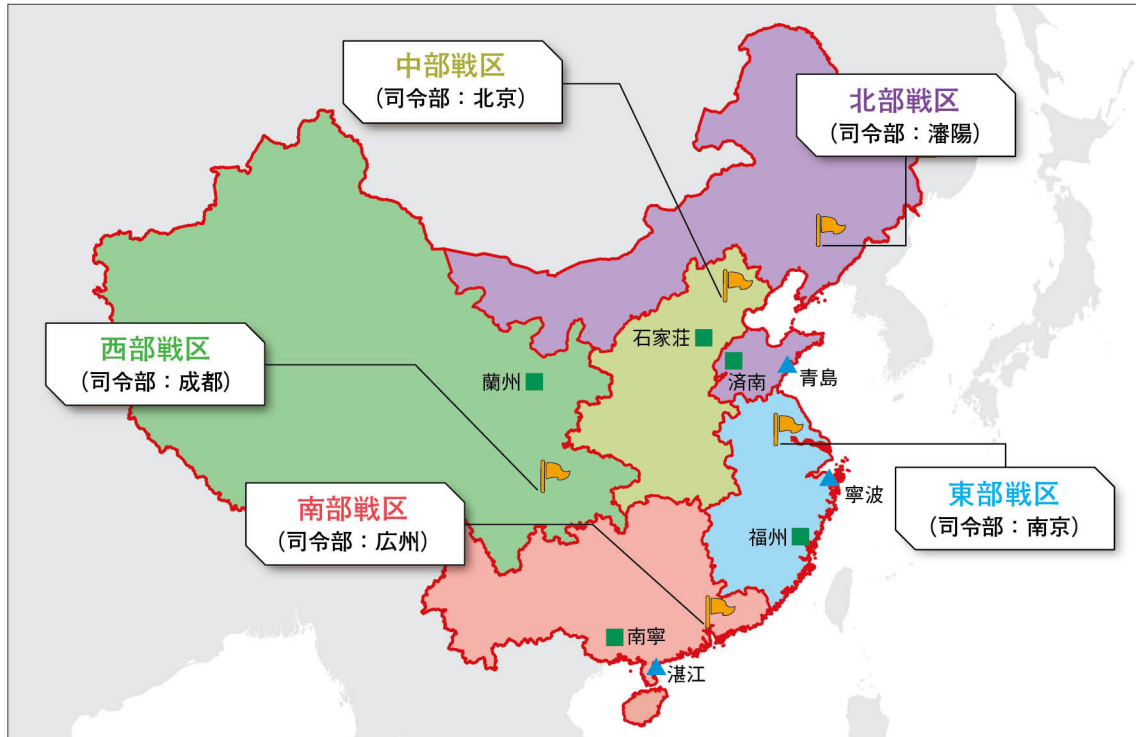 中部戦区
(司令部：北京)
北部戦区
(司令部：瀋陽)
石家荘
西部戦区
(司令部：成都)
蘭州
済南
青島
南部戦区
(司令部：広州)
東部戦区
(司令部：南京)
寧波
福州
南寧
湛江